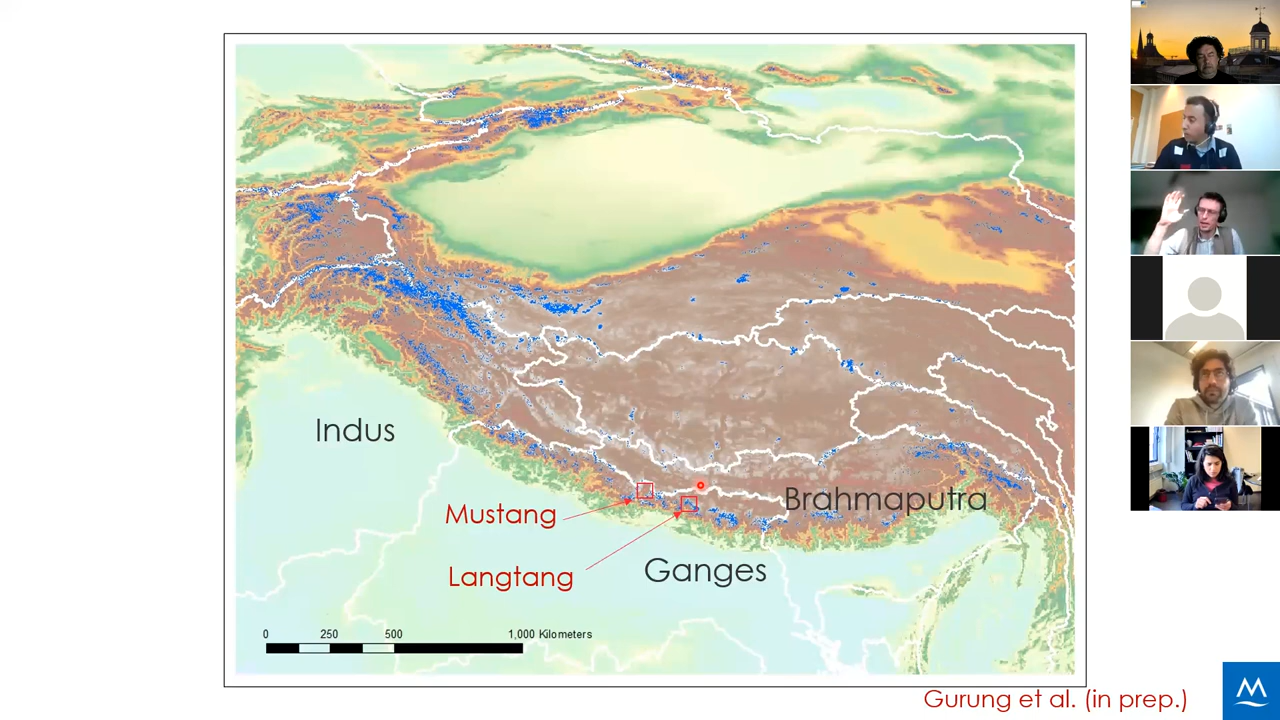 Indus
Brahmaputra
Mustang
Langtang
Ganges
0 250 500 1,000 Kilometers
Gurung et al. (in prep.)